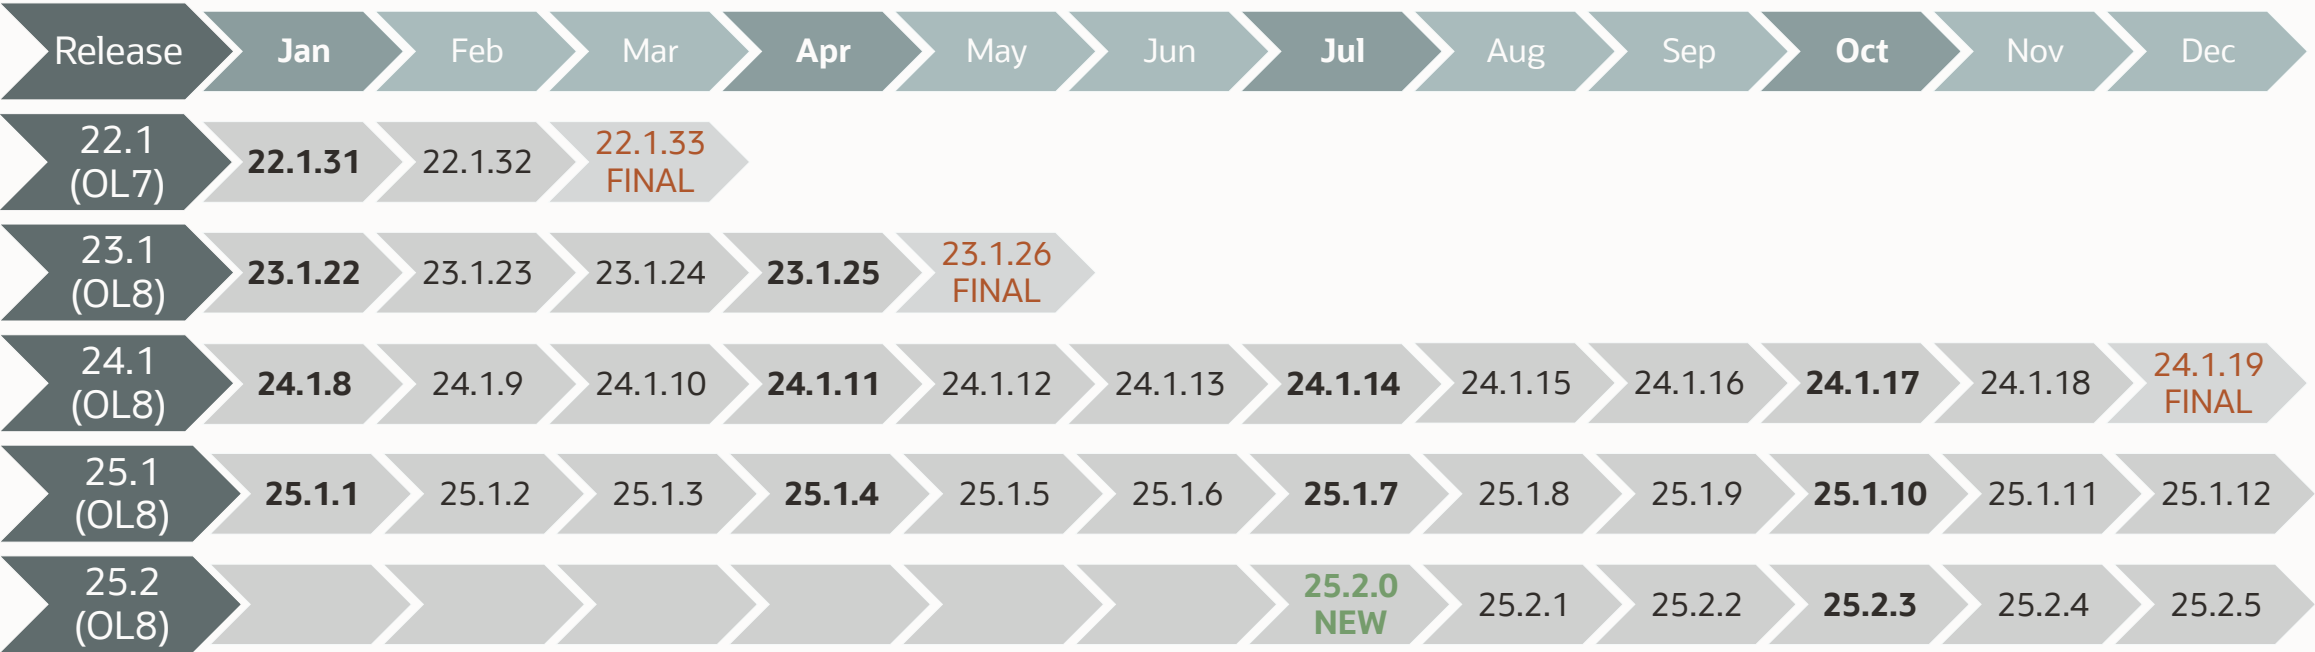 Release Jan Feb Mar Apr May Jun Jul Aug Sep Oct Nov Dec
22.1
(OL7)
22.1.31 22.1.32 22.1.33
FINAL
23.1
(OL8)
23.1.22 23.1.23 23.1.24 23.1.25 23.1.26
FINAL
24.1
(OL8)
24.1.8 24.1.9 24.1.10 24.1.11 24.1.12 24.1.13 24.1.14 24.1.15 24.1.16 24.1.17 24.1.18 24.1.19
FINAL
25.1
(OL8)
25.1.1 25.1.2 25.1.3 25.1.4 25.1.5 25.1.6 25.1.7 25.1.8 25.1.9 25.1.10 25.1.11 25.1.12
25.2
(OL8)
25.2.0
NEW
25.2.1 25.2.2 25.2.3 25.2.4 25.2.5